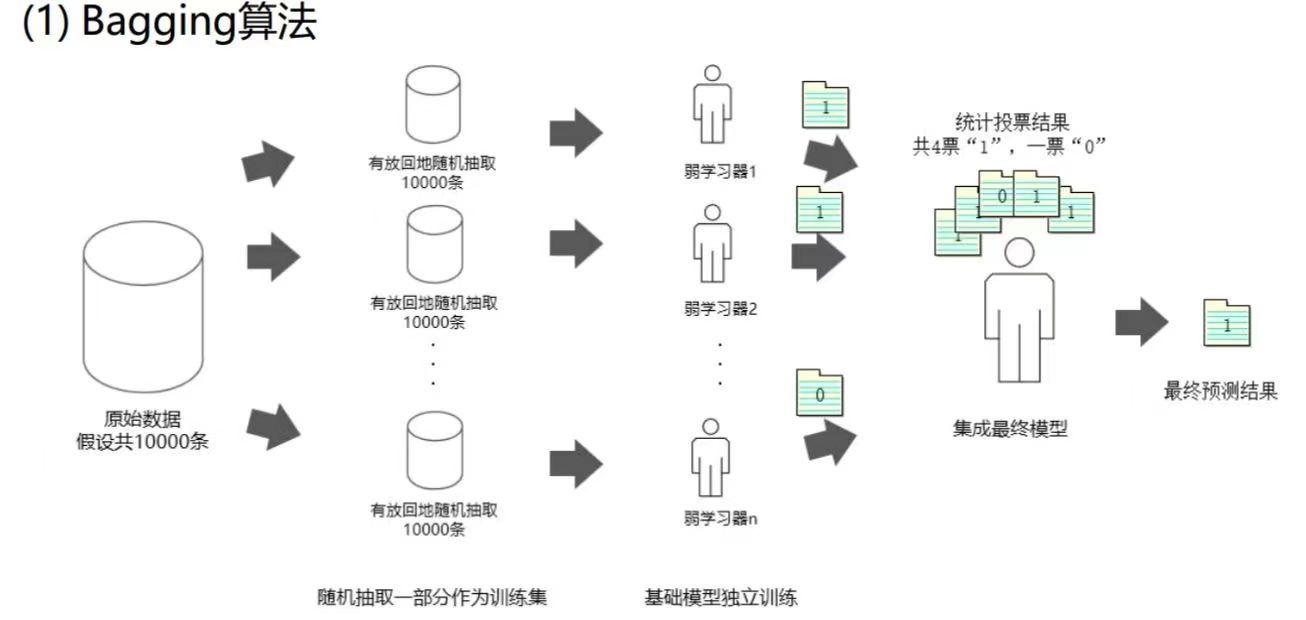 (1) Bagging算法
有放回地随机抽取
10000条
弱学习器1
1
统计投票结果
共4票“1”，一票“0”
有放回地随机抽取
10000条
弱学习器2
1
1
1
0
1
1
原始数据
假设共10000条
有放回地随机抽取
10000条
弱学习器n
0
集成最终模型
1
最终预测结果
随机抽取一部分作为训练集
基础模型独立训练